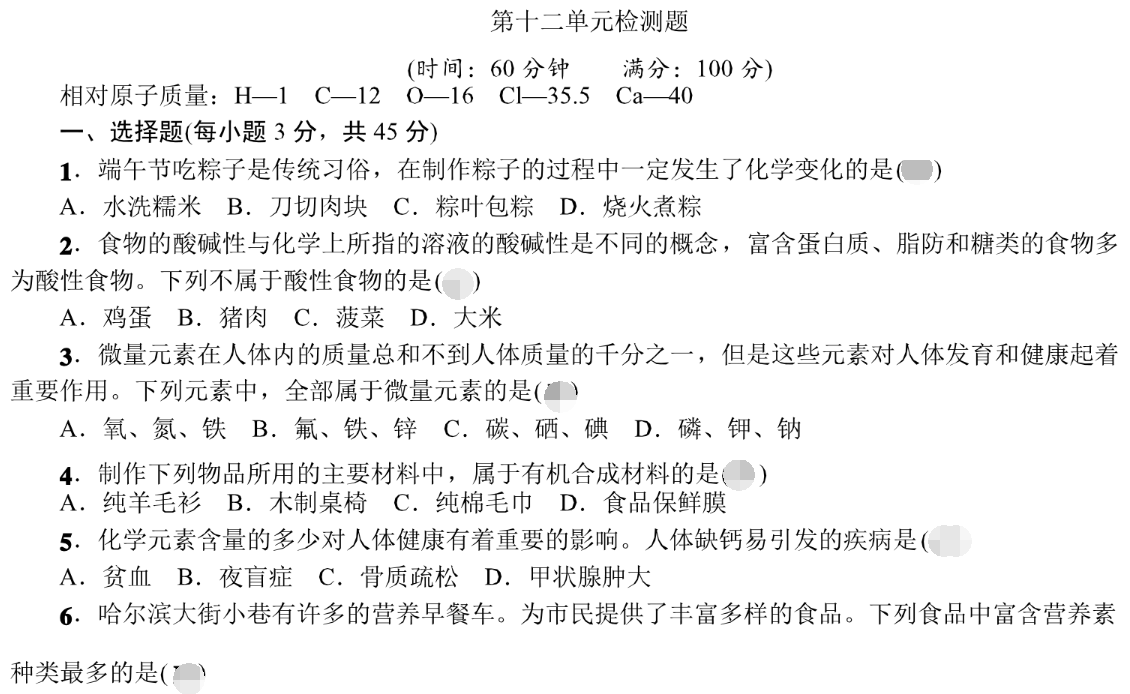 第十二单元检测题
(时间：60 分钟　满分：100 分)
相对原子质量：H—1　C—12　O—16　Cl—35.5　Ca—40
一、选择题(每小题 3 分，共 45 分)
1．端午节吃粽子是传统习俗，在制作粽子的过程中一定发生了化学变化的是( )
A．水洗糯米　B．刀切肉块　C．粽叶包粽　D．烧火煮粽
2．食物的酸碱性与化学上所指的溶液的酸碱性是不同的概念，富含蛋白质、脂防和糖类的食物多
为酸性食物。下列不属于酸性食物的是( )
A．鸡蛋　B．猪肉　C．菠菜　D．大米
3．微量元素在人体内的质量总和不到人体质量的千分之一，但是这些元素对人体发育和健康起着
重要作用。下列元素中，全部属于微量元素的是( )
A．氧、氮、铁　B．氟、铁、锌　C．碳、硒、碘　D．磷、钾、钠
4．制作下列物品所用的主要材料中，属于有机合成材料的是( )
A．纯羊毛衫　B．木制桌椅　C．纯棉毛巾　D．食品保鲜膜
5．化学元素含量的多少对人体健康有着重要的影响。人体缺钙易引发的疾病是(
A．贫血　B．夜盲症　C．骨质疏松　D．甲状腺肿大
6．哈尔滨大街小巷有许多的营养早餐车。为市民提供了丰富多样的食品。下列食品中富含营养素
种类最多的是( )